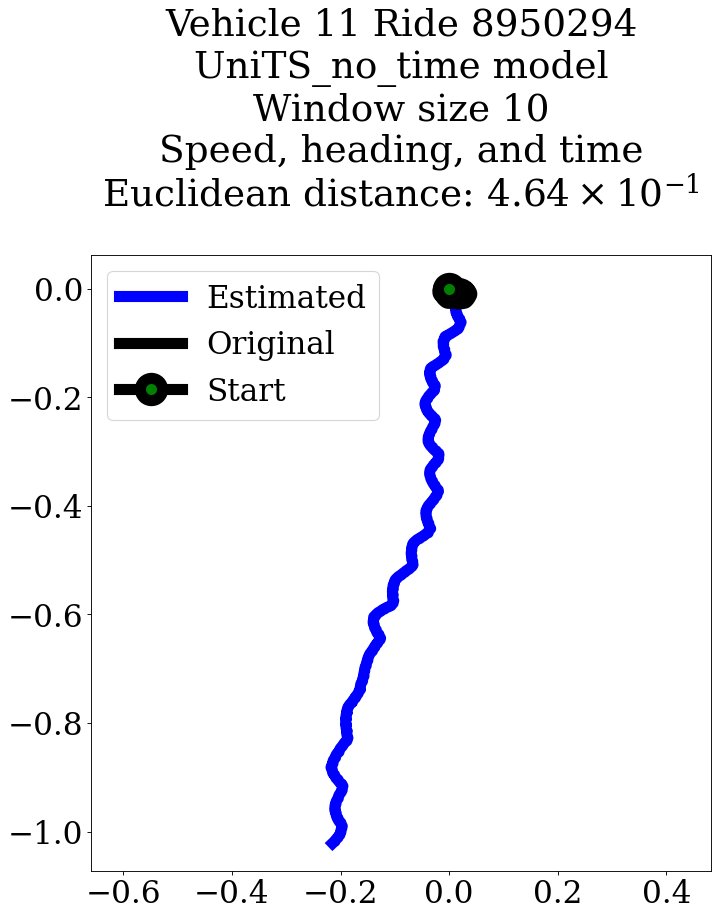 Vehicle 11 Ride 8950294
UniTS_no_time model
Window size 10
Speed, heading, and time
Euclidean distance: 4.64 × 10⁻¹
Estimated
Original
Start
0.0
−0.2
−0.4
−0.6
−0.8
−1.0
−0.6 −0.4 −0.2 0.0 0.2 0.4